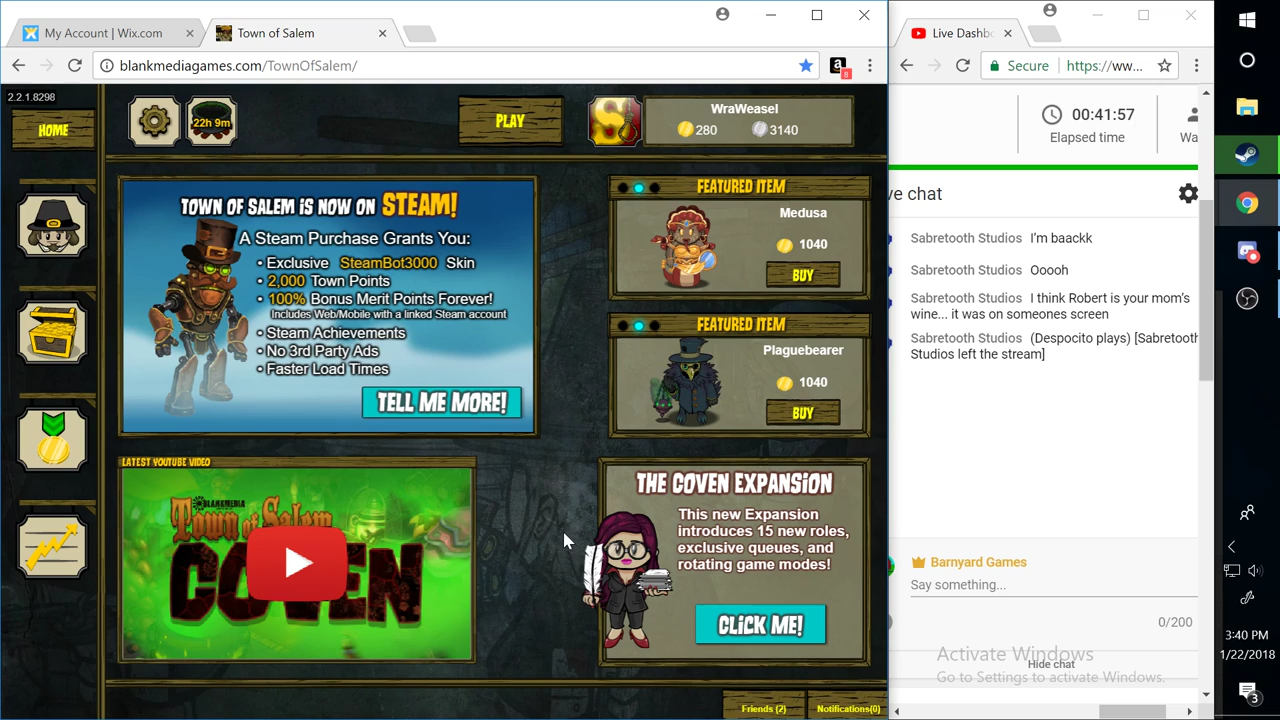 My Account | Wix.com
Town of Salem
blankmediagames.com/TownOfSalem/
8
2.2.1.8298
HOME
22h 9m
PLAY
WraWeasel
280
3140
TOWN OF SALEM IS NOW ON STEAM!
A Steam Purchase Grants You:
• Exclusive SteamBot3000 Skin
• 2,000 Town Points
• 100% Bonus Merit Points Forever!
Includes Web/Mobile with a linked Steam account
• Steam Achievements
• No 3rd Party Ads
• Faster Load Times
TELL ME MORE!
FEATURED ITEM
Medusa
1040
BUY
FEATURED ITEM
Plaguebearer
1040
BUY
LATEST YOUTUBE VIDEO
BLANKMEDIA
Town of Salem
COVEN
THE COVEN EXPANSION
This new Expansion
introduces 15 new roles,
exclusive queues, and
rotating game modes!
CLICK ME!
Friends (2)
Notifications(0)
Live Dashbo
Secure
https://ww...
00:41:57
Elapsed time
Wa
ve chat
Sabretooth Studios I'm baackk
Sabretooth Studios Ooooh
Sabretooth Studios I think Robert is your mom's
wine... it was on someones screen
Sabretooth Studios (Despocito plays) [Sabretooth
Studios left the stream]
Barnyard Games
Say something...
0/200
Activate Windows
Hide chat
Go to Settings to activate Windows.
3:40 PM
1/22/2018
3